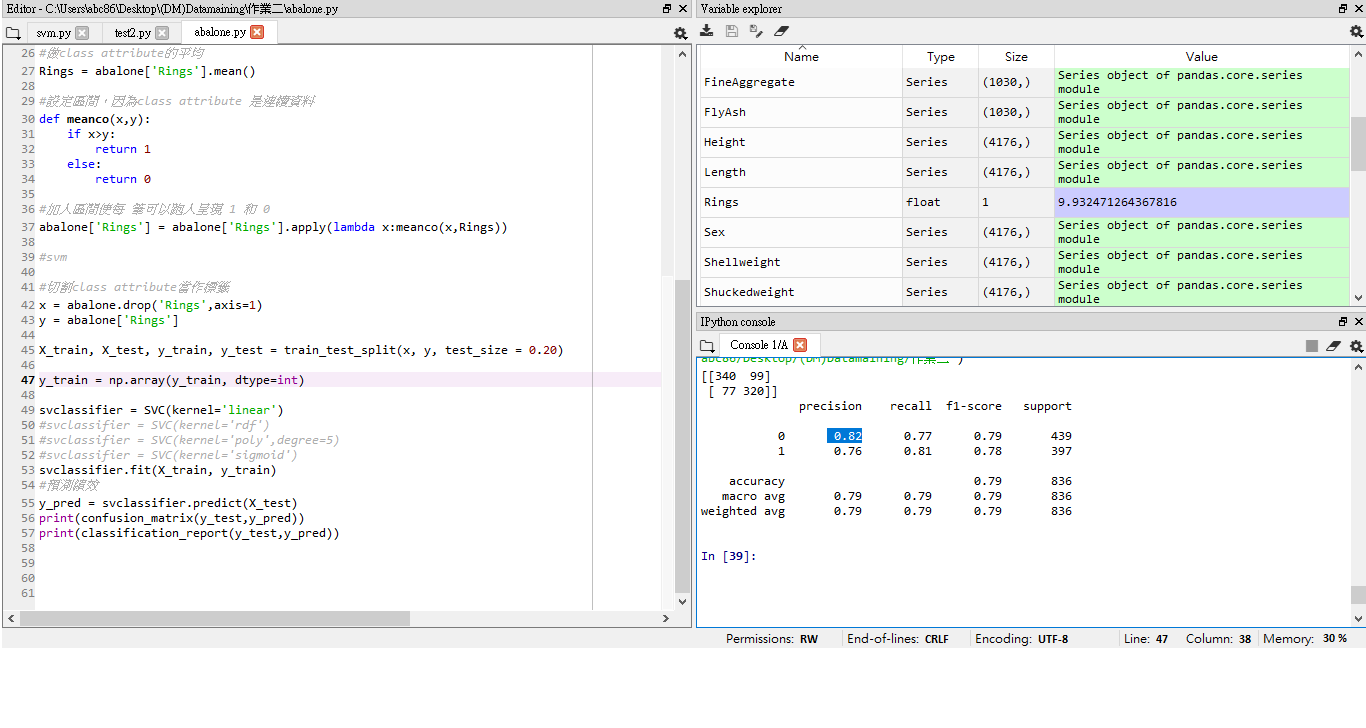 Editor - C:\Users\abc86\Desktop\(DM)Datamaining\作業二\abalone.py
svm.py
test2.py
abalone.py
26 #做class attribute的平均
27 Rings = abalone['Rings'].mean()
28
29 #設定區間，因為class attribute 是連續資料
30 def meanco(x,y):
31     if x>y:
32         return 1
33     else:
34         return 0
35
36 #加入區間使每 筆可以跑人呈現 1 和 0
37 abalone['Rings'] = abalone['Rings'].apply(lambda x:meanco(x,Rings))
38
39 #svm
40
41 #切割class attribute當作標籤
42 x = abalone.drop('Rings',axis=1)
43 y = abalone['Rings']
44
45 X_train, X_test, y_train, y_test = train_test_split(x, y, test_size = 0.20)
46
47 y_train = np.array(y_train, dtype=int)
48
49 svclassifier = SVC(kernel='linear')
50 #svclassifier = SVC(kernel='rdf')
51 #svclassifier = SVC(kernel='poly',degree=5)
52 #svclassifier = SVC(kernel='sigmoid')
53 svclassifier.fit(X_train, y_train)
54 #預測績效
55 y_pred = svclassifier.predict(X_test)
56 print(confusion_matrix(y_test,y_pred))
57 print(classification_report(y_test,y_pred))
58
59
60
61
Variable explorer
Name Type Size Value
FineAggregate Series (1030,) Series object of pandas.core.series module
FlyAsh Series (1030,) Series object of pandas.core.series module
Height Series (4176,) Series object of pandas.core.series module
Length Series (4176,) Series object of pandas.core.series module
Rings float 1 9.932471264367816
Sex Series (4176,) Series object of pandas.core.series module
Shellweight Series (4176,) Series object of pandas.core.series module
Shuckedweight Series (4176,) Series object of pandas.core.series module
IPython console
Console 1/A
abc86/Desktop/(DM)Datamaining/作業二')
[[340  99]
 [ 77 320]]
precision recall f1-score support
0 0.82 0.77 0.79 439
1 0.76 0.81 0.78 397
accuracy 0.79 836
macro avg 0.79 0.79 0.79 836
weighted avg 0.79 0.79 0.79 836
In [39]:
Permissions: RW End-of-lines: CRLF Encoding: UTF-8 Line: 47 Column: 38 Memory: 30 %